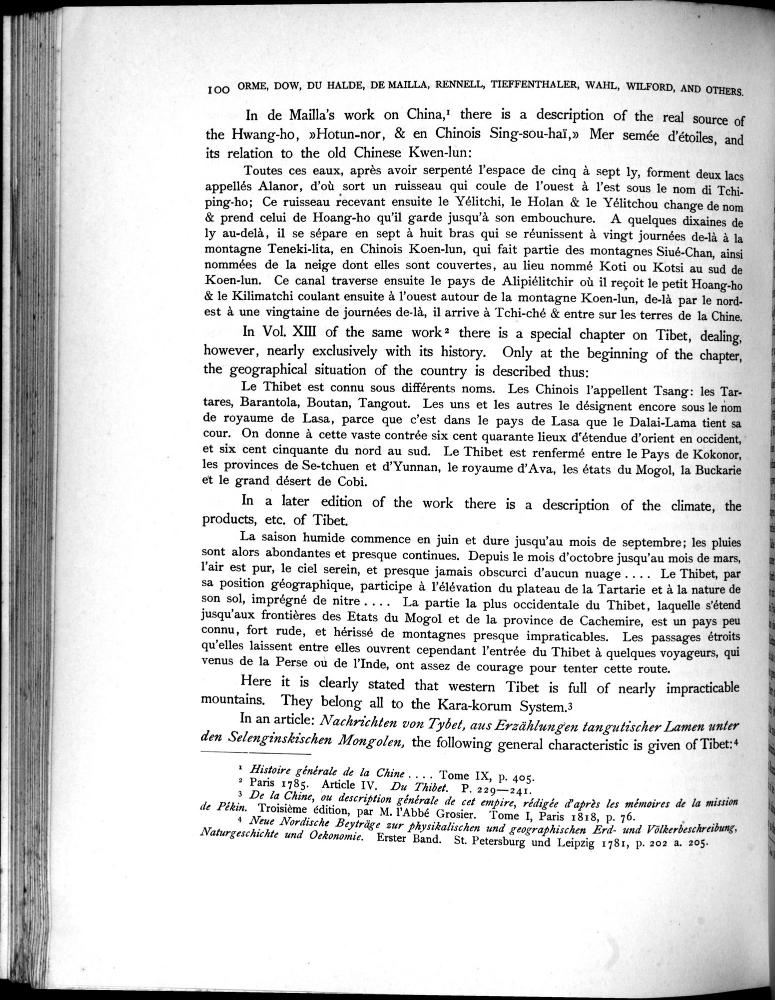 100 ORME, DOW, DU HALDE, DE MAILLA, RENNELL, TIEFFENTHALER, WAHL, WILFORD, AND OTHERS.
In de Mailla's work on China,¹ there is a description of the real source of
the Hwang-ho, »Hotun-nor, & en Chinois Sing-sou-haï,» Mer semée d'étoiles, and
its relation to the old Chinese Kwen-lun:
Toutes ces eaux, après avoir serpenté l'espace de cinq à sept ly, forment deux lacs
appellés Alanor, d'où sort un ruisseau qui coule de l'ouest à l'est sous le nom di Tchi-
ping-ho; Ce ruisseau recevant ensuite le Yélitchi, le Holan & le Yélitchou change de nom
& prend celui de Hoang-ho qu'il garde jusqu'à son embouchure. A quelques dixaines de
ly au-delà, il se sépare en sept à huit bras qui se réunissent à vingt journées de-là à la
montagne Teneki-lita, en Chinois Koen-lun, qui fait partie des montagnes Siué-Chan, ainsi
nommées de la neige dont elles sont couvertes, au lieu nommé Koti ou Kotsi au sud de
Koen-lun. Ce canal traverse ensuite le pays de Alipiélitchir où il reçoit le petit Hoang-ho
& le Kilimatchi coulant ensuite à l'ouest autour de la montagne Koen-lun, de-là par le nord-
est à une vingtaine de journées de-là, il arrive à Tchi-ché & entre sur les terres de la Chine.
In Vol. XIII of the same work² there is a special chapter on Tibet, dealing,
however, nearly exclusively with its history. Only at the beginning of the chapter,
the geographical situation of the country is described thus:
Le Thibet est connu sous différents noms. Les Chinois l'appellent Tsang: les Tar-
tares, Barantola, Boutan, Tangout. Les uns et les autres le désignent encore sous le nom
de royaume de Lasa, parce que c'est dans le pays de Lasa que le Dalai-Lama tient sa
cour. On donne à cette vaste contrée six cent quarante lieux d'étendue d'orient en occident,
et six cent cinquante du nord au sud. Le Thibet est renfermé entre le Pays de Kokonor,
les provinces de Se-tchuen et d'Yunnan, le royaume d'Ava, les états du Mogol, la Buckarie
et le grand désert de Cobi.
In a later edition of the work there is a description of the climate, the
products, etc. of Tibet.
La saison humide commence en juin et dure jusqu'au mois de septembre; les pluies
sont alors abondantes et presque continues. Depuis le mois d'octobre jusqu'au mois de mars,
l'air est pur, le ciel serein, et presque jamais obscurci d'aucun nuage .... Le Thibet, par
sa position géographique, participe à l'élévation du plateau de la Tartarie et à la nature de
son sol, imprégné de nitre .... La partie la plus occidentale du Thibet, laquelle s'étend
jusqu'aux frontières des Etats du Mogol et de la province de Cachemire, est un pays peu
connu, fort rude, et hérissé de montagnes presque impraticables. Les passages étroits
qu'elles laissent entre elles ouvrent cependant l'entrée du Thibet à quelques voyageurs, qui
venus de la Perse ou de l'Inde, ont assez de courage pour tenter cette route.
Here it is clearly stated that western Tibet is full of nearly impracticable
mountains. They belong all to the Kara-korum System.³
In an article: Nachrichten von Tybet, aus Erzählungen tangutischer Lamen unter
den Selenginskischen Mongolen, the following general characteristic is given of Tibet:⁴
¹ Histoire générale de la Chine .... Tome IX, p. 405.
² Paris 1785. Article IV. Du Thibet. P. 229—241.
³ De la Chine, ou description générale de cet empire, rédigée d'après les mémoires de la mission
de Pékin. Troisième édition, par M. l'Abbé Grosier. Tome I, Paris 1818, p. 76.
⁴ Neue Nordische Beyträge zur physikalischen und geographischen Erd- und Völkerbeschreibung,
Naturgeschichte und Oekonomie. Erster Band. St. Petersburg und Leipzig 1781, p. 202 a. 205.